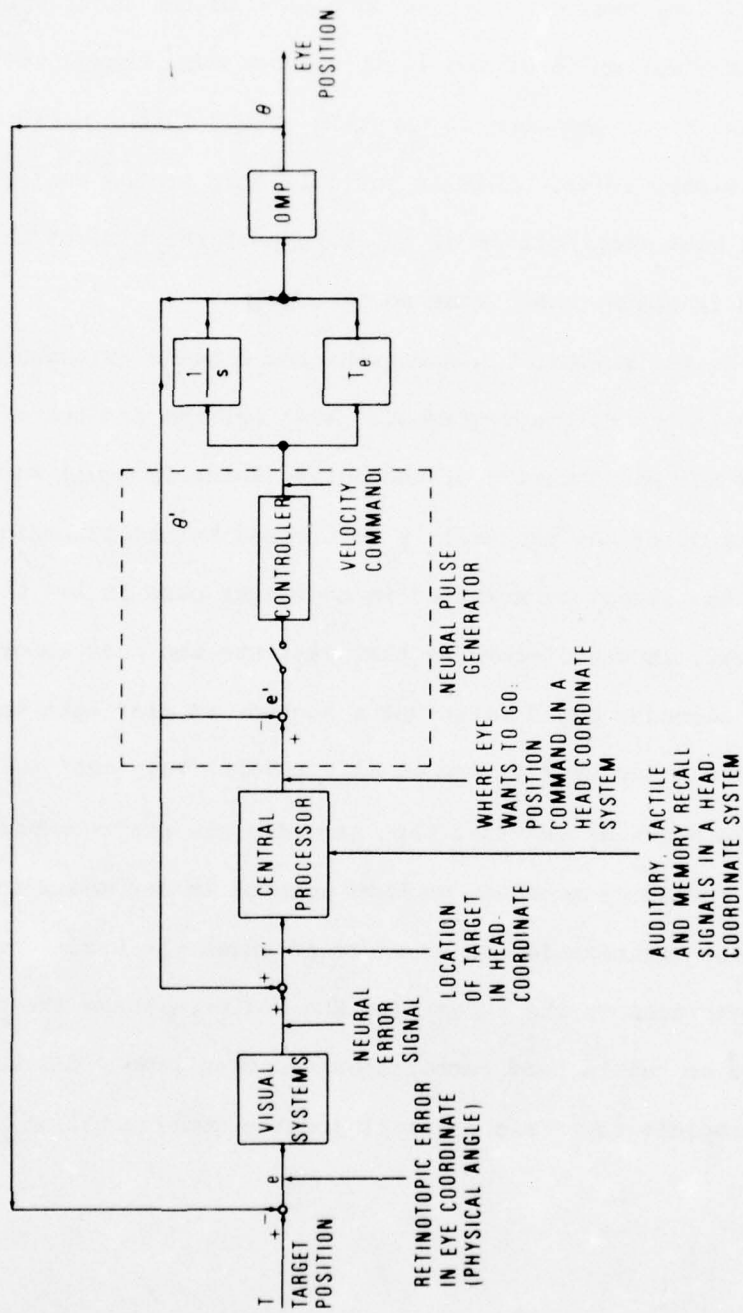 T
TARGET
POSITION
+
-
e
RETINOTOPIC ERROR
IN EYE COORDINATE
(PHYSICAL ANGLE)
VISUAL
SYSTEMS
NEURAL
ERROR
SIGNAL
+
+
LOCATION
OF TARGET
IN HEAD-
COORDINATE
CENTRAL
PROCESSOR
AUDITORY, TACTILE
AND MEMORY RECALL
SIGNALS IN A HEAD-
COORDINATE SYSTEM
WHERE EYE
WANTS TO GO:
POSITION
COMMAND IN A
HEAD COORDINATE
SYSTEM
+
-
e'
CONTROLLER
VELOCITY
COMMAND
NEURAL PULSE
GENERATOR
θ'
1
s
Te
OMP
θ
EYE
POSITION